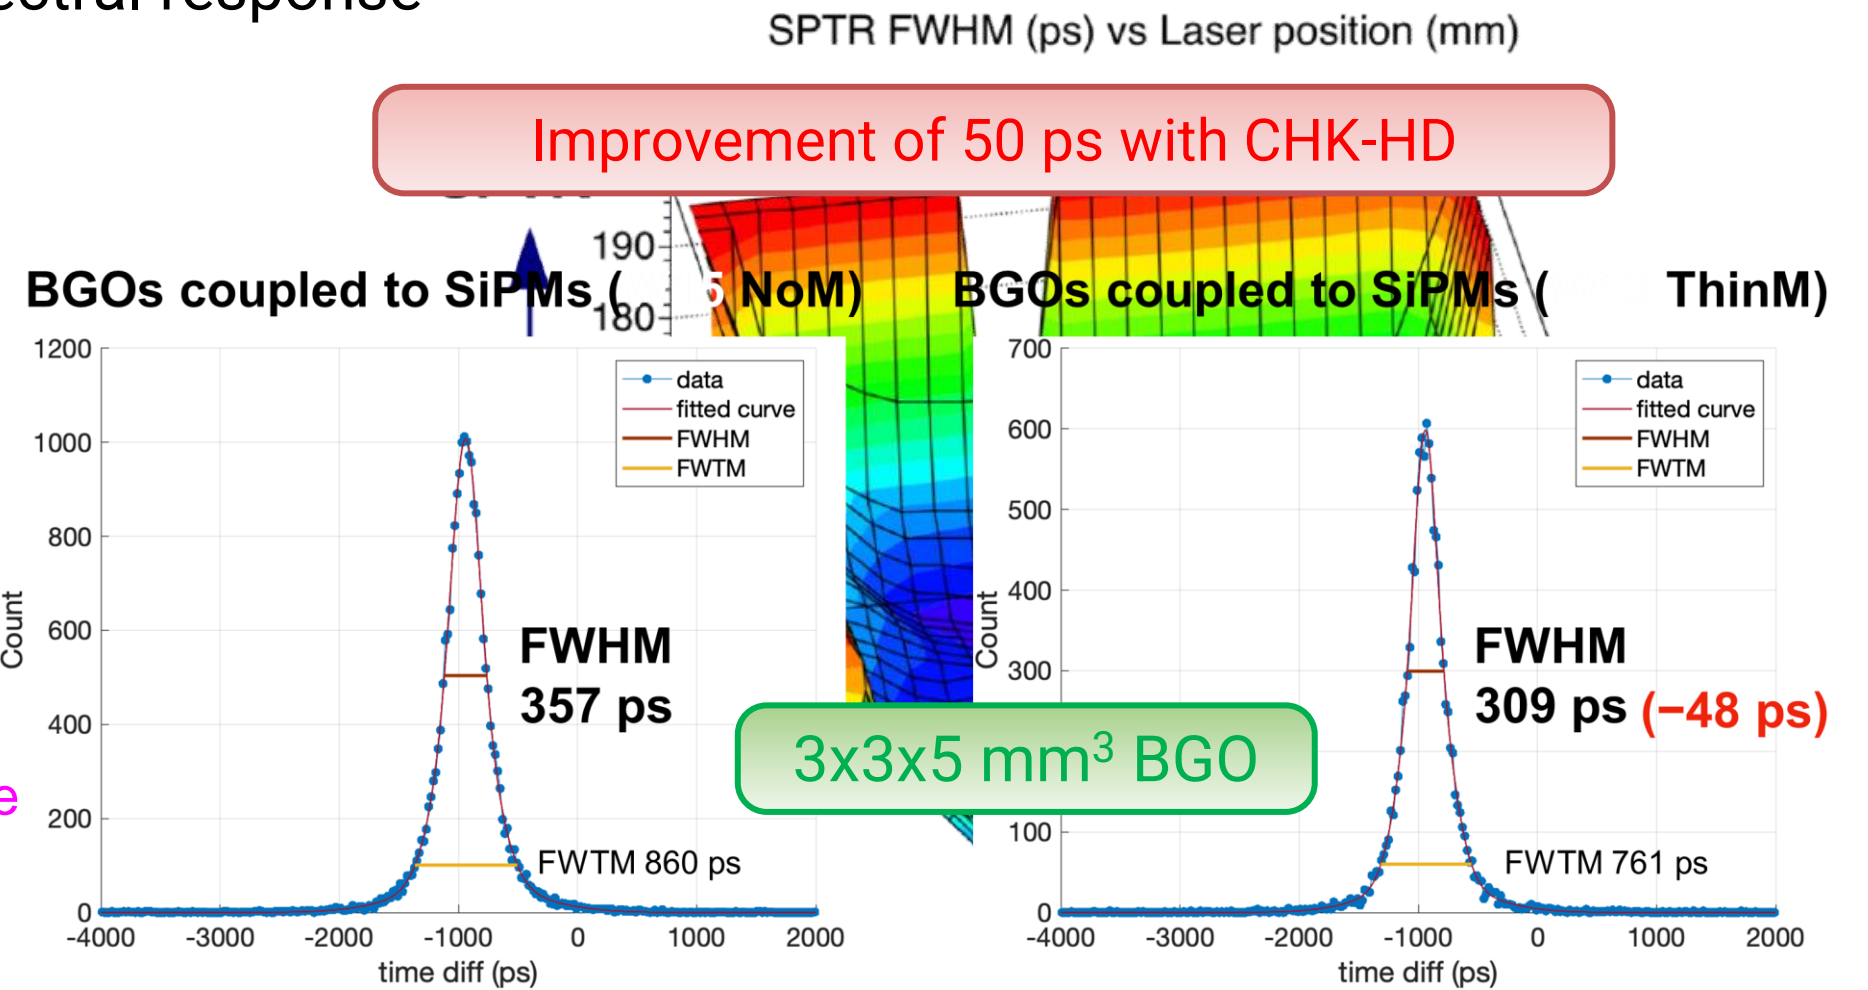 ectral response
SPTR FWHM (ps) vs Laser position (mm)
Improvement of 50 ps with CHK-HD
190
180
BGOs coupled to SiPMs ( 5 NoM)
1200
1000
800
600
400
200
0
Count
data
fitted curve
FWHM
FWTM
FWHM
357 ps
FWTM 860 ps
-4000 -3000 -2000 -1000 0 1000 2000
time diff (ps)
BGOs coupled to SiPMs ( ThinM)
700
600
500
400
300
100
0
Count
data
fitted curve
FWHM
FWTM
FWHM
309 ps (−48 ps)
FWTM 761 ps
-4000 -3000 -2000 -1000 0 1000 2000
time diff (ps)
3x3x5 mm³ BGO
e